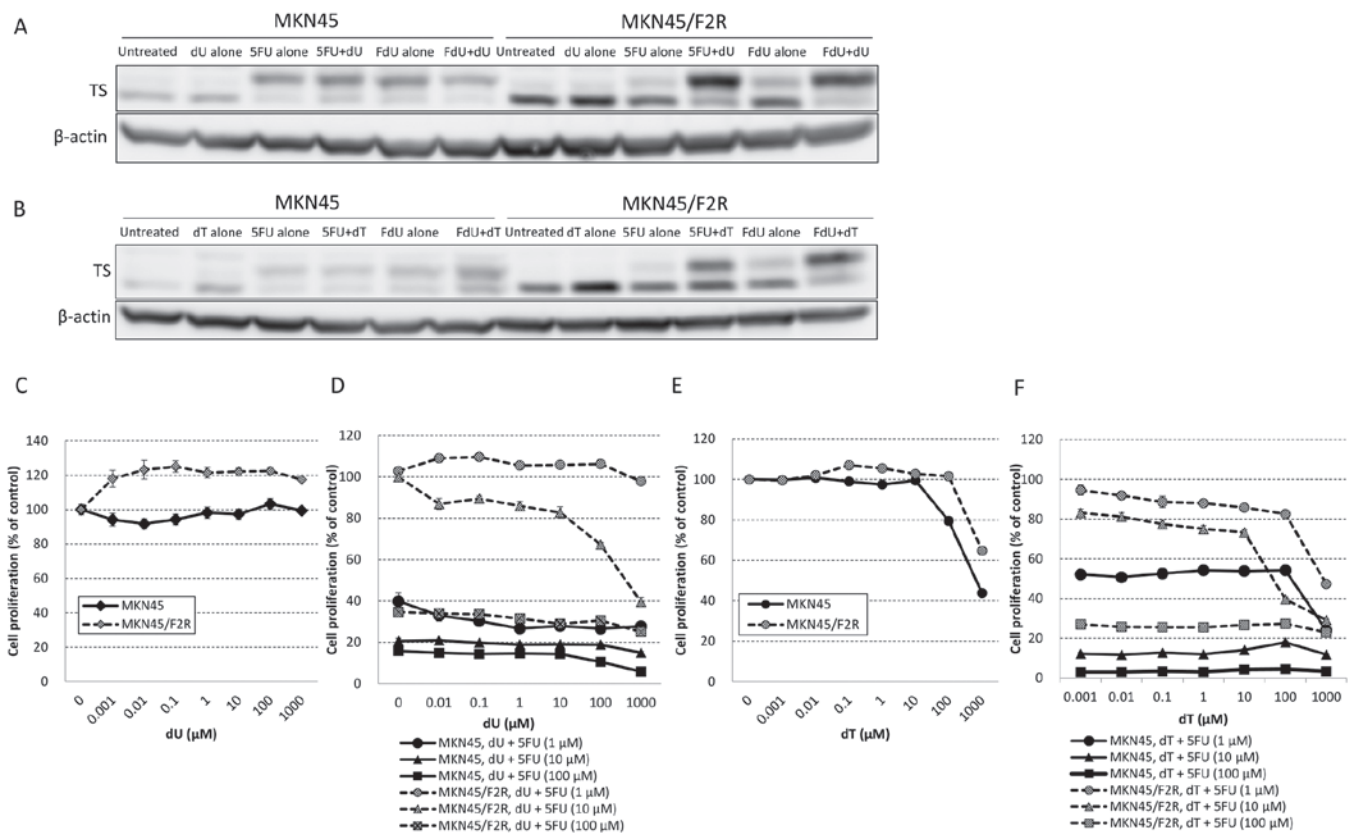 A
MKN45 MKN45/F2R
Untreated dU alone 5FU alone 5FU+dU FdU alone FdU+dU Untreated dU alone 5FU alone 5FU+dU FdU alone FdU+dU
TS
β-actin
B
MKN45 MKN45/F2R
Untreated dT alone 5FU alone 5FU+dT FdU alone FdU+dT Untreated dT alone 5FU alone 5FU+dT FdU alone FdU+dT
TS
β-actin
C
Cell proliferation (% of control)
140
120
100
80
60
40
20
0
MKN45
MKN45/F2R
0 0.001 0.01 0.1 1 10 100 1000
dU (μM)
D
Cell proliferation (% of control)
120
100
80
60
40
20
0
0 0.01 0.1 1 10 100 1000
dU (μM)
MKN45, dU + 5FU (1 μM)
MKN45, dU + 5FU (10 μM)
MKN45, dU + 5FU (100 μM)
MKN45/F2R, dU + 5FU (1 μM)
MKN45/F2R, dU + 5FU (10 μM)
MKN45/F2R, dU + 5FU (100 μM)
E
Cell proliferation (% of control)
120
100
80
60
40
20
0
MKN45
MKN45/F2R
0 0.001 0.01 0.1 1 10 100 1000
dT (μM)
F
Cell proliferation (% of control)
120
100
80
60
40
20
0
0.001 0.01 0.1 1 10 100 1000
dT (μM)
MKN45, dT + 5FU (1 μM)
MKN45, dT + 5FU (10 μM)
MKN45, dT + 5FU (100 μM)
MKN45/F2R, dT + 5FU (1 μM)
MKN45/F2R, dT + 5FU (10 μM)
MKN45/F2R, dT + 5FU (100 μM)